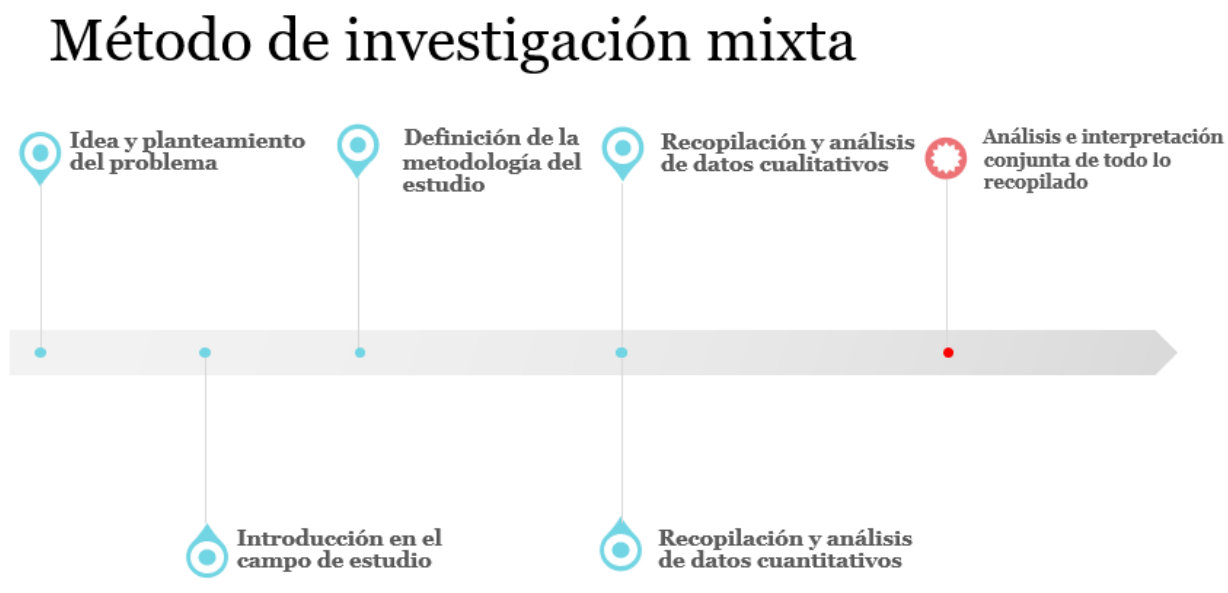 Método de investigación mixta
Idea y planteamiento
del problema
Definición de la
metodología del
estudio
Recopilación y análisis
de datos cualitativos
Análisis e interpretación
conjunta de todo lo
recopilado
Introducción en el
campo de estudio
Recopilación y análisis
de datos cuantitativos